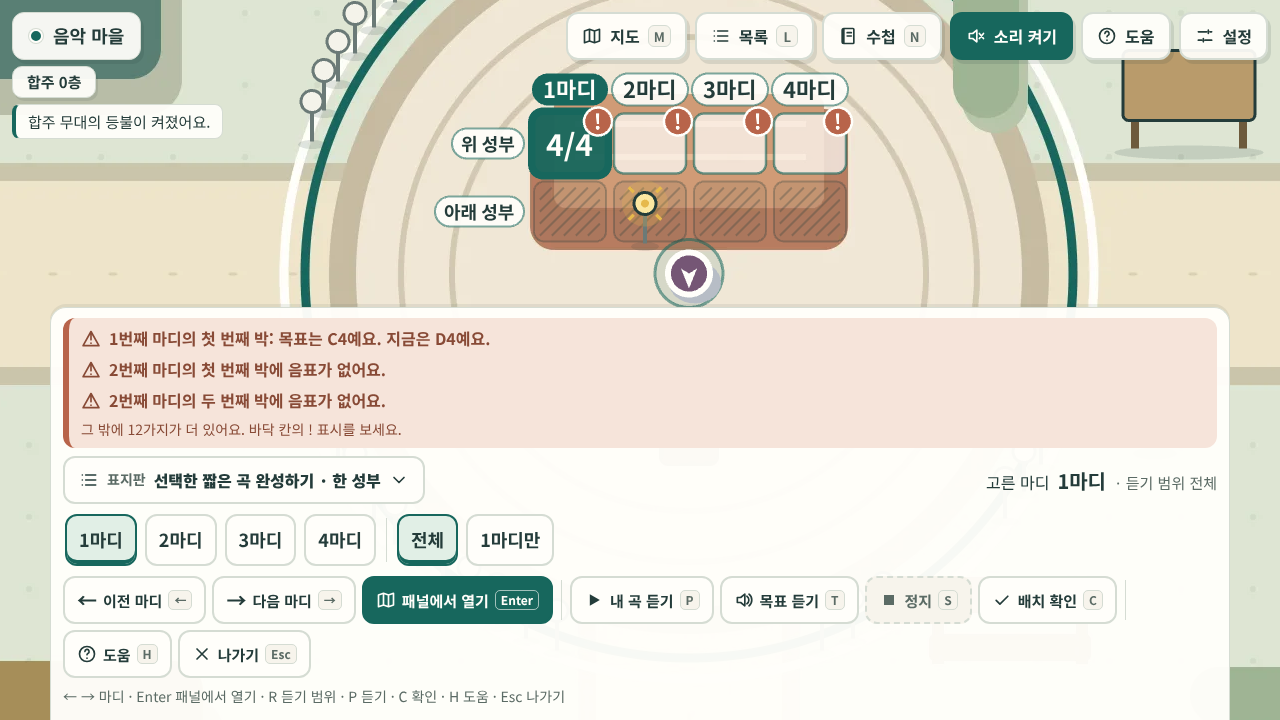 음악 마을
지도 M
목록 L
수첩 N
소리 켜기
도움
설정
합주 0층
합주 무대의 등불이 켜졌어요.
1마디 2마디 3마디 4마디
위 성부
4/4 ! ! ! !
아래 성부
1번째 마디의 첫 번째 박: 목표는 C4예요. 지금은 D4예요.
2번째 마디의 첫 번째 박에 음표가 없어요.
2번째 마디의 두 번째 박에 음표가 없어요.
그 밖에 12가지가 더 있어요. 바닥 칸의 ! 표시를 보세요.
표지판 선택한 짧은 곡 완성하기 · 한 성부
고른 마디 1마디 · 듣기 범위 전체
1마디 2마디 3마디 4마디 전체 1마디만
← 이전 마디 ← → 다음 마디 → 패널에서 열기 Enter ▶ 내 곡 듣기 P 목표 듣기 T 정지 S 배치 확인 C
도움 H 나가기 Esc
← → 마디 · Enter 패널에서 열기 · R 듣기 범위 · P 듣기 · C 확인 · H 도움 · Esc 나가기